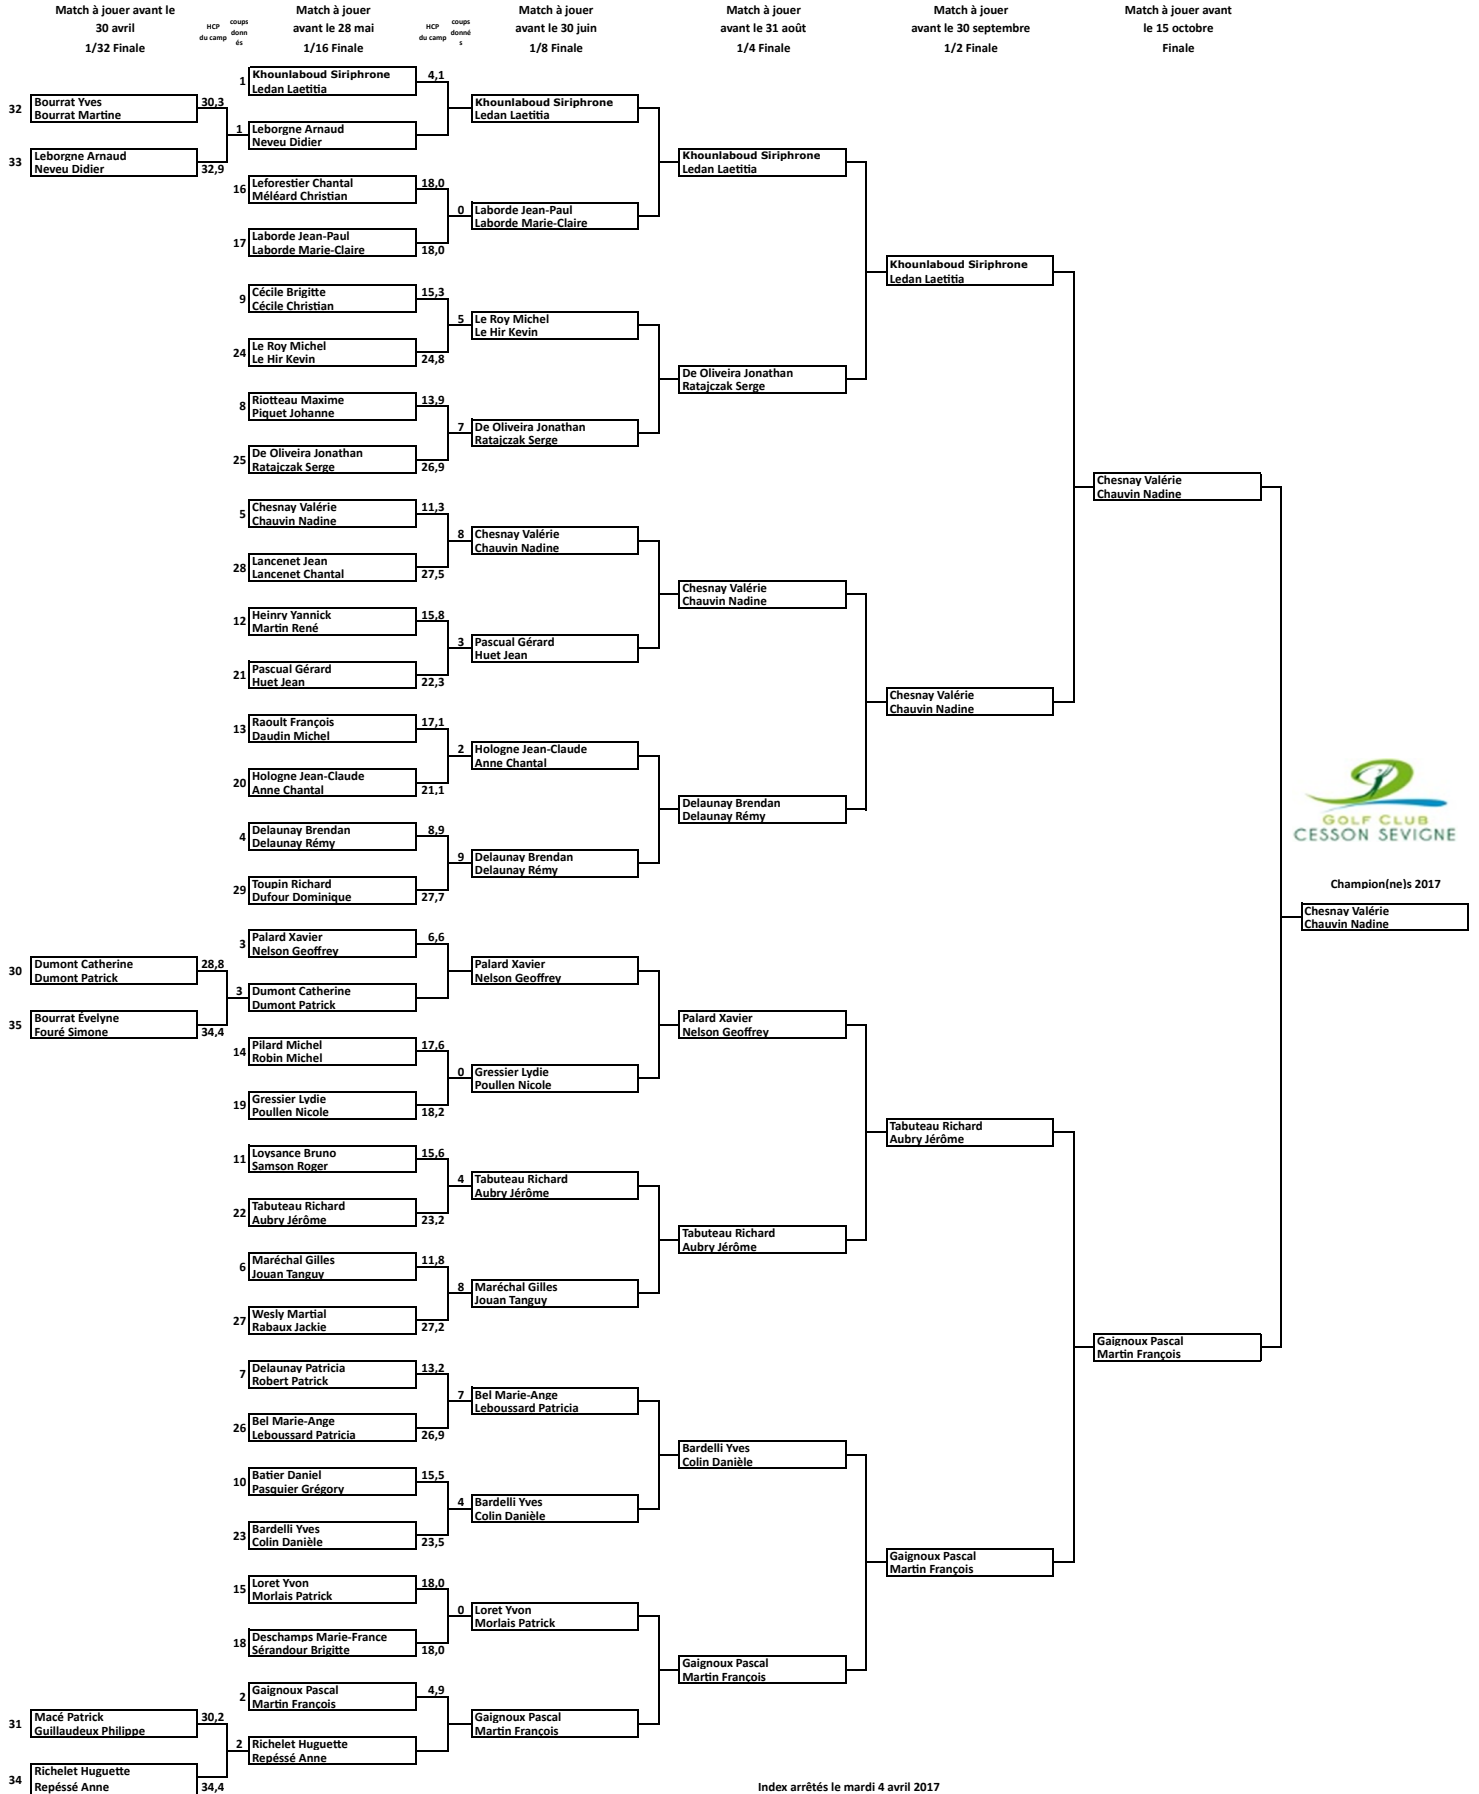 Match à jouer avant le
30 avril
1/32 Finale
HCP
du camp
coups
donn
és
Match à jouer
avant le 28 mai
1/16 Finale
HCP
du camp
coups
donné
s
Match à jouer
avant le 30 juin
1/8 Finale
Match à jouer
avant le 31 août
1/4 Finale
Match à jouer
avant le 30 septembre
1/2 Finale
Match à jouer avant
le 15 octobre
Finale
32
Bourrat Yves
Bourrat Martine
30,3
33
Leborgne Arnaud
Neveu Didier
32,9
30
Dumont Catherine
Dumont Patrick
28,8
35
Bourrat Évelyne
Fouré Simone
34,4
31
Macé Patrick
Guillaudeux Philippe
30,2
34
Richelet Huguette
Repéssé Anne
34,4
1
Khounlaboud Siriphrone
Ledan Laetitia
4,1
1
Leborgne Arnaud
Neveu Didier
16
Leforestier Chantal
Méléard Christian
18,0
17
Laborde Jean-Paul
Laborde Marie-Claire
18,0
9
Cécile Brigitte
Cécile Christian
15,3
24
Le Roy Michel
Le Hir Kevin
24,8
8
Riotteau Maxime
Piquet Johanne
13,9
25
De Oliveira Jonathan
Ratajczak Serge
26,9
5
Chesnay Valérie
Chauvin Nadine
11,3
28
Lancenet Jean
Lancenet Chantal
27,5
12
Heinry Yannick
Martin René
15,8
21
Pascual Gérard
Huet Jean
22,3
13
Raoult François
Daudin Michel
17,1
20
Hologne Jean-Claude
Anne Chantal
21,1
4
Delaunay Brendan
Delaunay Rémy
8,9
29
Toupin Richard
Dufour Dominique
27,7
3
Palard Xavier
Nelson Geoffrey
6,6
3
Dumont Catherine
Dumont Patrick
14
Pilard Michel
Robin Michel
17,6
19
Gressier Lydie
Poullen Nicole
18,2
11
Loysance Bruno
Samson Roger
15,6
22
Tabuteau Richard
Aubry Jérôme
23,2
6
Maréchal Gilles
Jouan Tanguy
11,8
27
Wesly Martial
Rabaux Jackie
27,2
7
Delaunay Patricia
Robert Patrick
13,2
26
Bel Marie-Ange
Leboussard Patricia
26,9
10
Batier Daniel
Pasquier Grégory
15,5
23
Bardelli Yves
Colin Danièle
23,5
15
Loret Yvon
Morlais Patrick
18,0
18
Deschamps Marie-France
Sérandour Brigitte
18,0
2
Gaignoux Pascal
Martin François
4,9
2
Richelet Huguette
Repéssé Anne
Khounlaboud Siriphrone
Ledan Laetitia
0
Laborde Jean-Paul
Laborde Marie-Claire
5
Le Roy Michel
Le Hir Kevin
7
De Oliveira Jonathan
Ratajczak Serge
8
Chesnay Valérie
Chauvin Nadine
3
Pascual Gérard
Huet Jean
2
Hologne Jean-Claude
Anne Chantal
9
Delaunay Brendan
Delaunay Rémy
Palard Xavier
Nelson Geoffrey
0
Gressier Lydie
Poullen Nicole
4
Tabuteau Richard
Aubry Jérôme
8
Maréchal Gilles
Jouan Tanguy
7
Bel Marie-Ange
Leboussard Patricia
4
Bardelli Yves
Colin Danièle
0
Loret Yvon
Morlais Patrick
Gaignoux Pascal
Martin François
Khounlaboud Siriphrone
Ledan Laetitia
De Oliveira Jonathan
Ratajczak Serge
Chesnay Valérie
Chauvin Nadine
Delaunay Brendan
Delaunay Rémy
Palard Xavier
Nelson Geoffrey
Tabuteau Richard
Aubry Jérôme
Bardelli Yves
Colin Danièle
Gaignoux Pascal
Martin François
Khounlaboud Siriphrone
Ledan Laetitia
Chesnay Valérie
Chauvin Nadine
Tabuteau Richard
Aubry Jérôme
Gaignoux Pascal
Martin François
Chesnay Valérie
Chauvin Nadine
Gaignoux Pascal
Martin François
GOLF CLUB
CESSON SEVIGNE
Champion(ne)s 2017
Chesnay Valérie
Chauvin Nadine
Index arrêtés le mardi 4 avril 2017